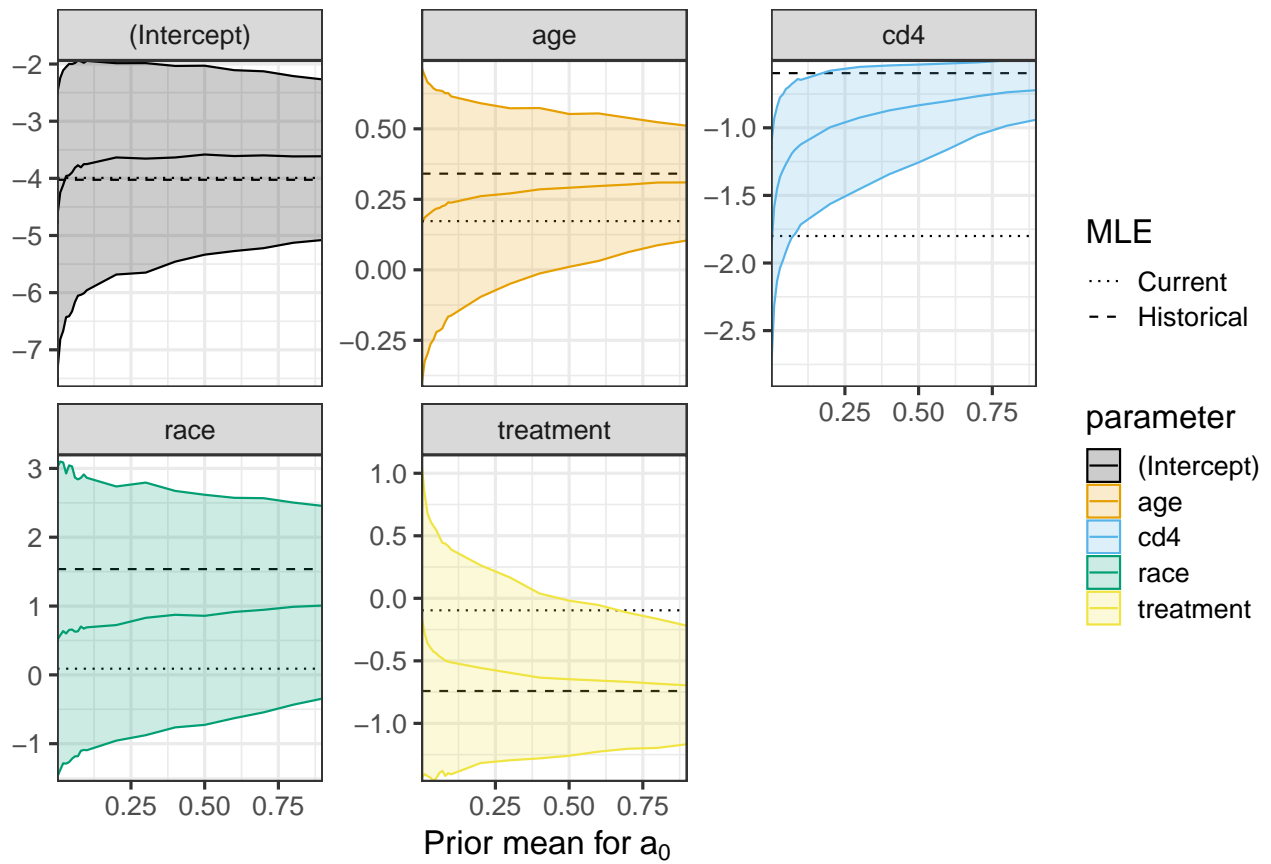 (Intercept)
age
cd4
−2
−3
−4
−5
−6
−7
0.50
0.25
0.00
−0.25
−1.0
−1.5
−2.0
−2.5
0.25 0.50 0.75
race
treatment
3
2
1
0
−1
1.0
0.5
0.0
−0.5
−1.0
0.25 0.50 0.75
0.25 0.50 0.75
Prior mean for a₀
MLE
Current
Historical
parameter
(Intercept)
age
cd4
race
treatment